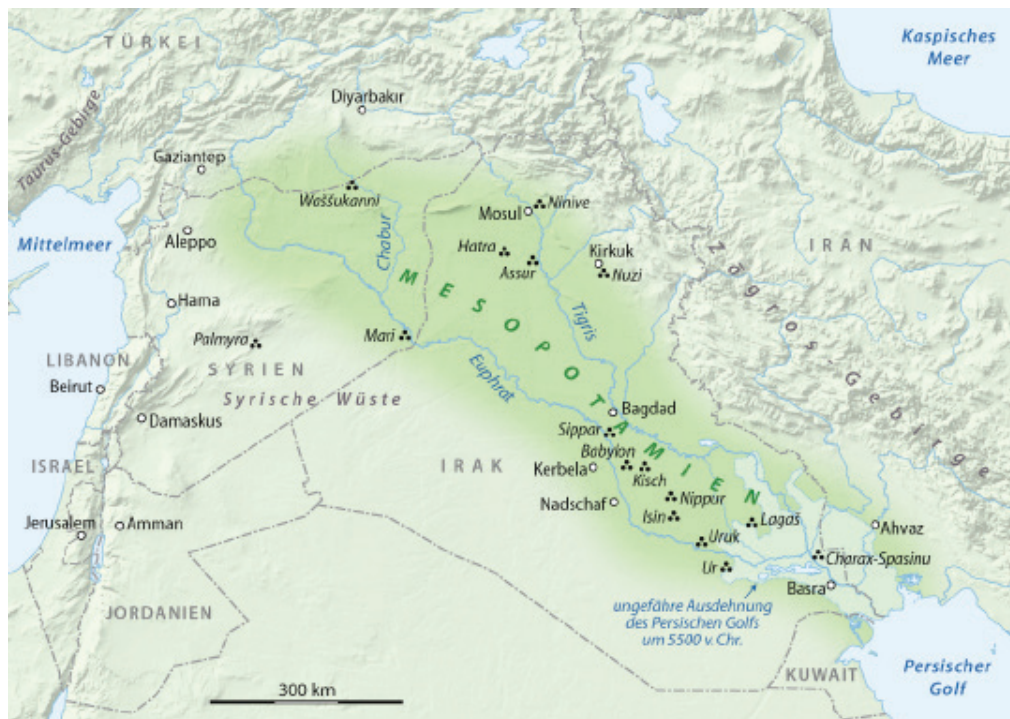 TÜRKEI
Kaspisches
Meer
Diyarbakır
Taurus-Gebirge
Gaziantep
Waššukanni
Ninive
Mosul
Mittelmeer
Aleppo
Chabur
Hatra
Assur
Kirkuk
Nuzi
IRAN
Zagros-Gebirge
MESOPOTAMIEN
Hama
Tigris
Palmyra
Mari
LIBANON
SYRIEN
Euphrat
Beirut
Syrische Wüste
Damaskus
Bagdad
Sippar
ISRAEL
IRAK
Babylon
Kerbela
Kisch
Nadschaf
Nippur
Isin
Lagaš
Jerusalem
Amman
Uruk
Ahvaz
Ur
Charax-Spasinu
Basra
JORDANIEN
ungefähre Ausdehnung
des Persischen Golfs
um 5500 v. Chr.
KUWAIT
Persischer
Golf
300 km